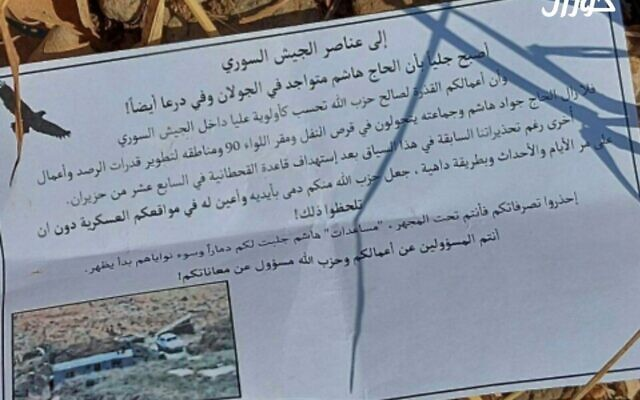 كورال
إلى عناصر الجيش السوري
أصبح جليا بأن الحاج هاشم متواجد في الجولان وفي درعا أيضاً!
وأن أعمالكم القذرة لصالح حزب الله تحسب كأولوية عليا داخل الجيش السوري
فلا زال الحاج جواد هاشم وجماعته يتجولون في قرص النفل ومقر اللواء 90 ومناطقه لتطوير قدرات الرصد وأعمال
أخرى رغم تحذيراتنا السابقة في هذا السياق بعد إستهداف قاعدة القحطانية في السابع عشر من حزيران.
على مر الأيام والأحداث وبطريقة داهية، جعل حزب الله منكم دمى بأيديه وأعين له في مواقعكم العسكرية دون ان
تلحظوا ذلك!
إحذروا تصرفاتكم فأنتم تحت المجهر، "مساعدات" هاشم جلبت لكم دماراً وسوء نواياهم بدأ يظهر.
أنتم المسؤولين عن أعمالكم وحزب الله مسؤول عن معاناتكم!